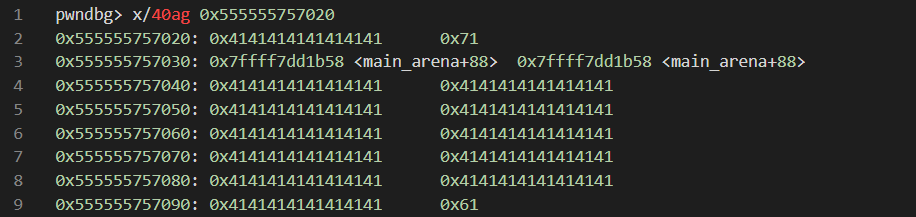 1 pwndbg> x/40ag 0x555555757020
2 0x555555757020: 0x4141414141414141 0x71
3 0x555555757030: 0x7ffff7dd1b58 <main_arena+88> 0x7ffff7dd1b58 <main_arena+88>
4 0x555555757040: 0x4141414141414141 0x4141414141414141
5 0x555555757050: 0x4141414141414141 0x4141414141414141
6 0x555555757060: 0x4141414141414141 0x4141414141414141
7 0x555555757070: 0x4141414141414141 0x4141414141414141
8 0x555555757080: 0x4141414141414141 0x4141414141414141
9 0x555555757090: 0x4141414141414141 0x61